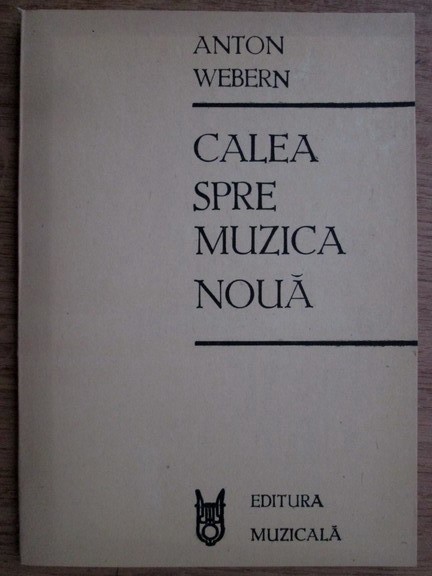 ANTON
WEBERN
CALEA
SPRE
MUZICA
NOUĂ
EDITURA
MUZICALĂ